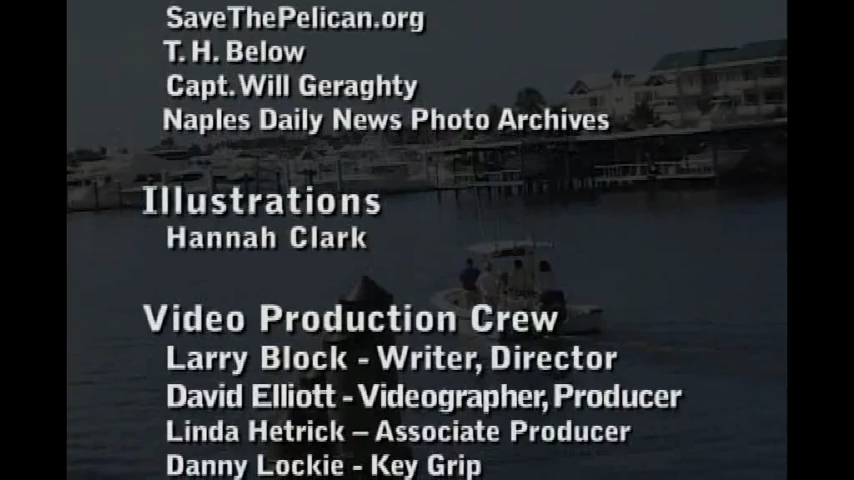 SaveThePelican.org
T. H. Below
Capt. Will Geraghty
Naples Daily News Photo Archives
Illustrations
Hannah Clark
Video Production Crew
Larry Block - Writer, Director
David Elliott - Videographer, Producer
Linda Hetrick – Associate Producer
Danny Lockie - Key Grip